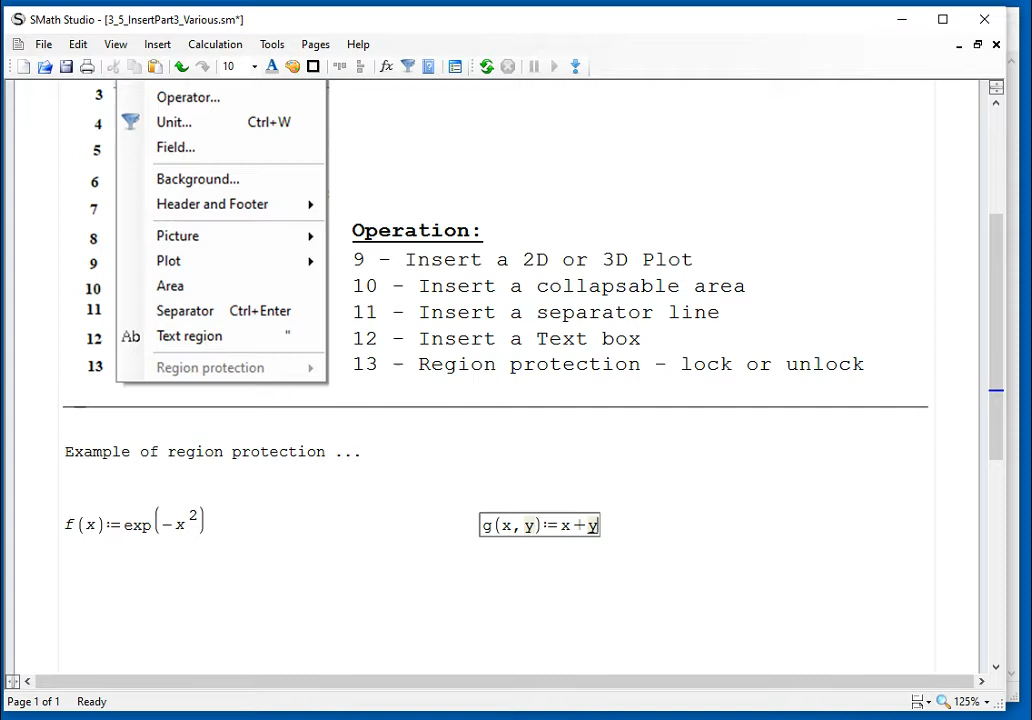 SMath Studio - [3_5_InsertPart3_Various.sm*]
File Edit View Insert Calculation Tools Pages Help
10
3 Operator...
4 Unit... Ctrl+W
5 Field...
6 Background...
7 Header and Footer
8 Picture
9 Plot
10 Area
11 Separator Ctrl+Enter
12 Ab Text region "
13 Region protection
Operation:
9 - Insert a 2D or 3D Plot
10 - Insert a collapsable area
11 - Insert a separator line
12 - Insert a Text box
13 - Region protection - lock or unlock
Example of region protection ...
f(x):=exp(-x²)
g(x,y):=x+y
Page 1 of 1 Ready 125%